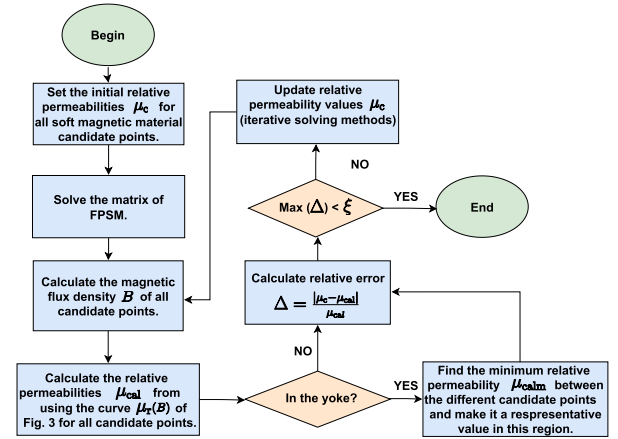 Begin
Set the initial relative
permeabilities μc for
all soft magnetic material
candidate points.
Solve the matrix of
FPSM.
Calculate the magnetic
flux density B of all
candidate points.
Calculate the relative
permeabilities μcal from
using the curve μr(B) of
Fig. 3 for all candidate points.
In the yoke?
YES
Find the minimum relative
permeability μcalm between
the different candidate points
and make it a respresentative
value in this region.
NO
Calculate relative error
Δ = |μc−μcal| / μcal
Max (Δ) < ξ
YES
End
NO
Update relative
permeability values μc
(iterative solving methods)